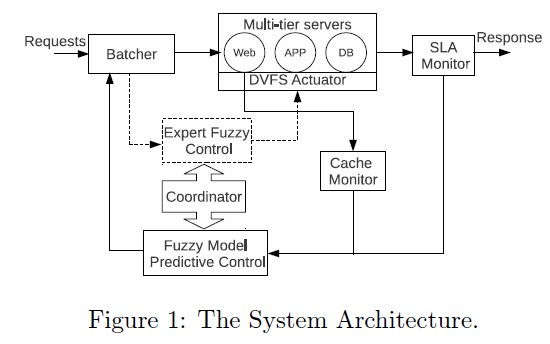 Multi-tier servers
Requests
Response
Batcher
Web
APP
DB
SLA
Monitor
DVFS Actuator
Expert Fuzzy
Control
Cache
Monitor
Coordinator
Fuzzy Model
Predictive Control
Figure 1: The System Architecture.